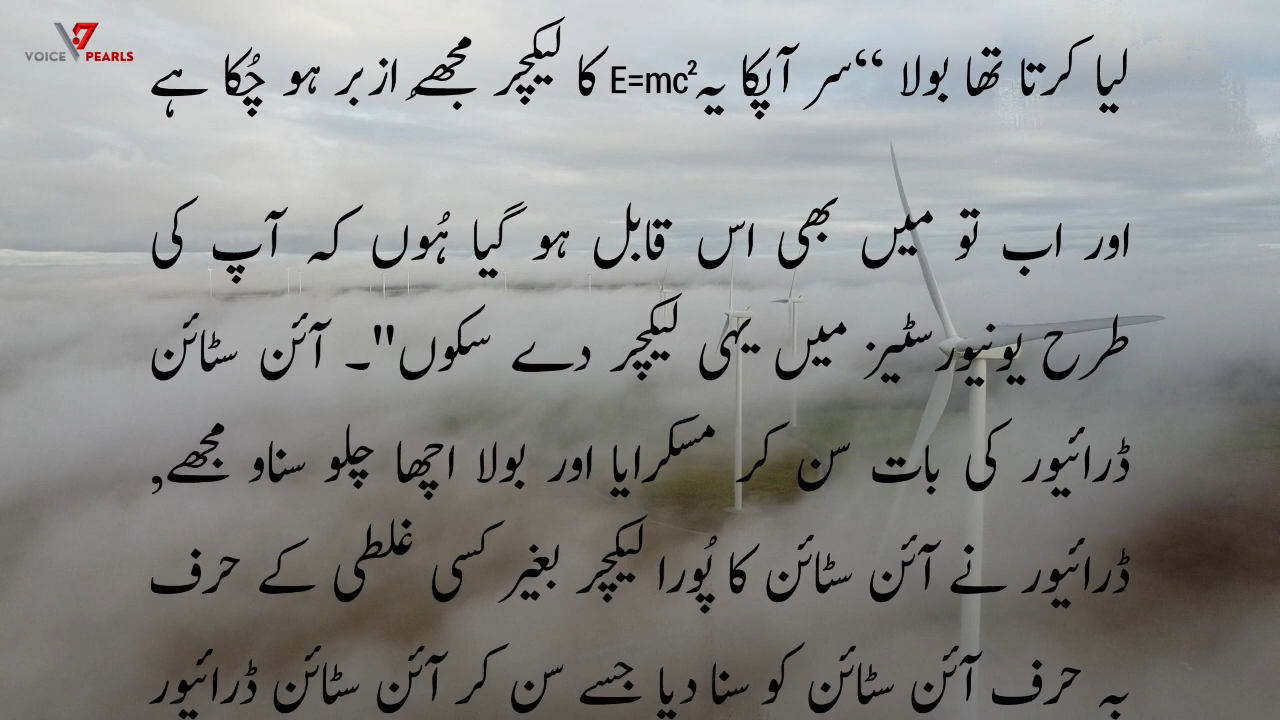 VOICE PEARLS
لیا کرتا تھا بولا “سر آپکا یہ E=mc² کا لیکچر مجھے ازبر ہو چُکا ہے
اور اب تو میں بھی اس قابل ہو گیا ہُوں کہ آپ کی
طرح یونیورسٹیز میں یہی لیکچر دے سکوں"۔ آئن سٹائن
ڈرائیور کی بات سن کر مسکرایا اور بولا اچھا چلو سناو مجھے,
ڈرائیور نے آئن سٹائن کا پُورا لیکچر بغیر کسی غلطی کے حرف
بہ حرف آئن سٹائن کو سنا دیا جسے سن کر آئن سٹائن ڈرائیور